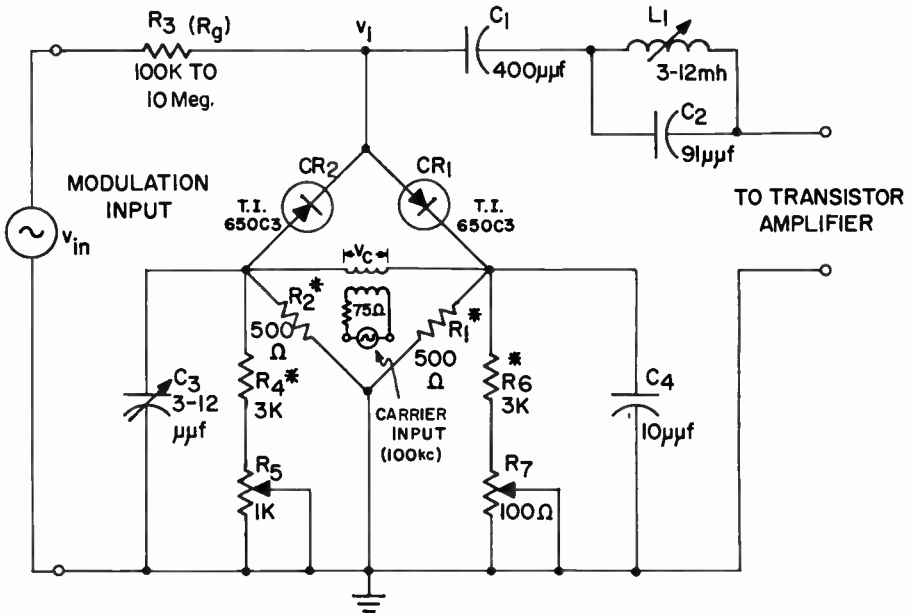 R3 (Rg)
100K TO
10 Meg.
vi
C1
400μμf
L1
3-12mh
C2
91μμf
MODULATION
INPUT
vin
CR2
T.I.
650C3
CR1
T.I.
650C3
TO TRANSISTOR
AMPLIFIER
vC
R2*
500
Ω
75Ω
R1*
500
Ω
C3
3-12
μμf
R4*
3K
CARRIER
INPUT
(100kc)
*
R6
3K
C4
10μμf
R5
1K
R7
100Ω